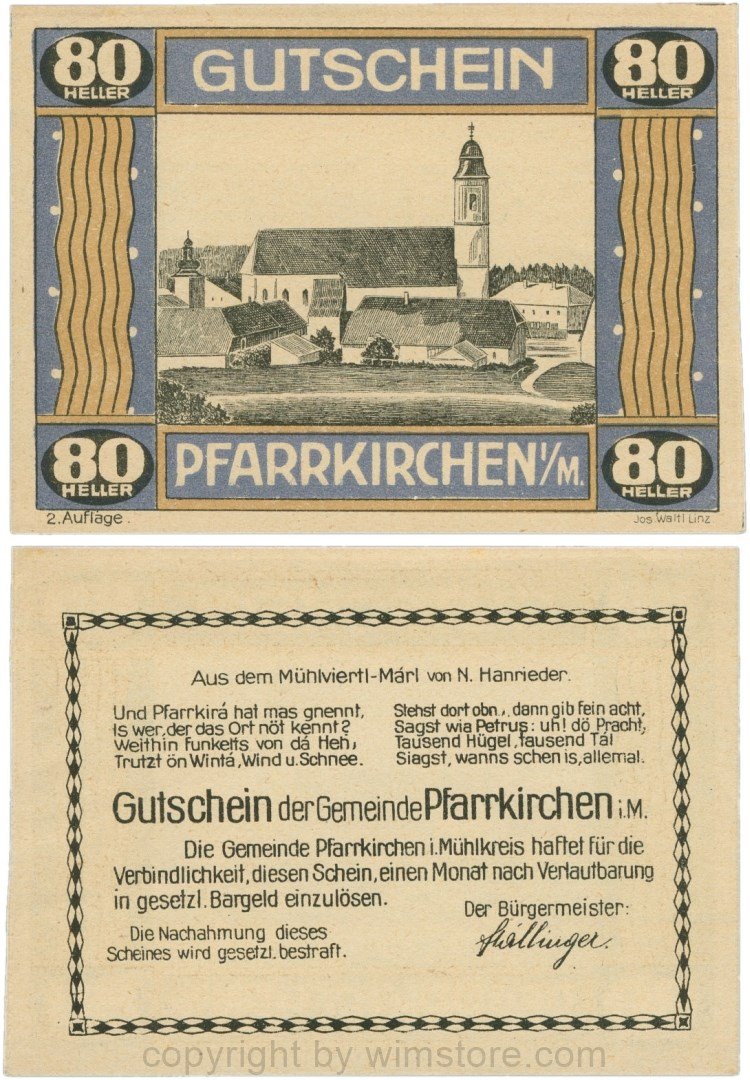 80 HELLER
GUTSCHEIN
80 HELLER
80 HELLER
PFARRKIRCHEN I/M.
80 HELLER
2. Auflage.
Jos. Waltl Linz
Aus dem Mühlviertl-Márl von N. Hanrieder.
Und Pfarrkirá hat mas gnennt,
Is wer, der das Ort nöt kennt?
Weithin funkelts von dá Heh,
Trutzt ön Wintá, Wind u. Schnee.
Stehst dort obn, dann gib fein acht,
Sagst wia Petrus: uh! dö Pracht,
Tausend Hügel, tausend Tal
Siagst, wanns schen is, allemal.
Gutschein der Gemeinde Pfarrkirchen i.M.
Die Gemeinde Pfarrkirchen i. Mühlkreis haftet für die
Verbindlichkeit, diesen Schein, einen Monat nach Verlautbarung
in gesetzl. Bargeld einzulösen.
Der Bürgermeister:
Die Nachahmung dieses
Scheines wird gesetzl. bestraft.
copyright by wimstore.com